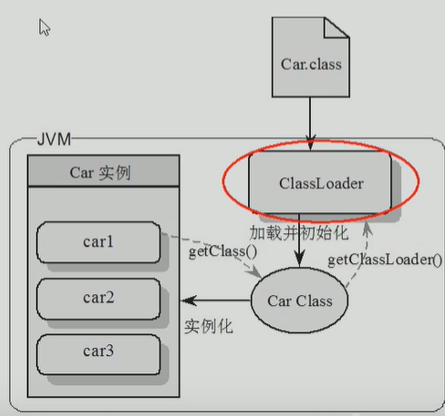 Car.class
JVM
Car 实例
ClassLoader
加载并初始化
car1
getClass()
getClassLoader()
car2
Car Class
实例化
car3